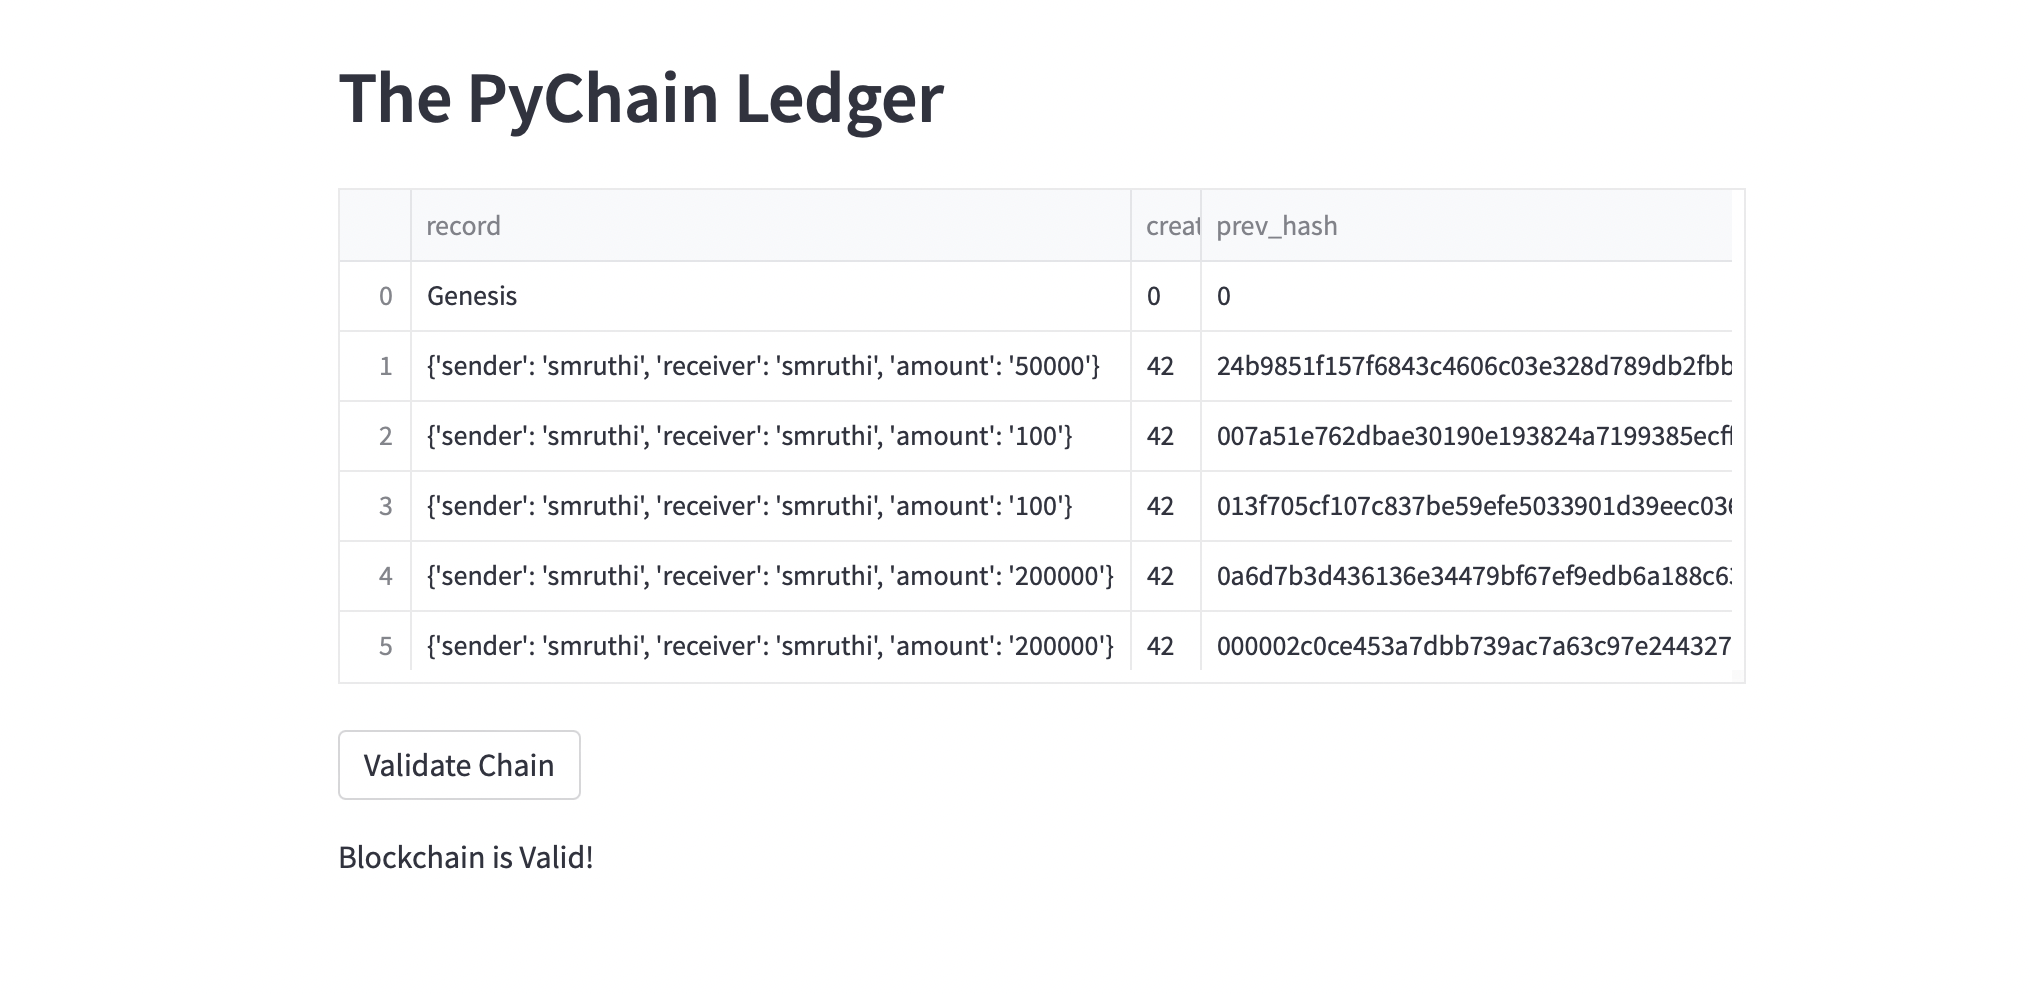 The PyChain Ledger
record creat prev_hash
0 Genesis 0 0
1 {'sender': 'smruthi', 'receiver': 'smruthi', 'amount': '50000'} 42 24b9851f157f6843c4606c03e328d789db2fbb
2 {'sender': 'smruthi', 'receiver': 'smruthi', 'amount': '100'} 42 007a51e762dbae30190e193824a7199385ecff
3 {'sender': 'smruthi', 'receiver': 'smruthi', 'amount': '100'} 42 013f705cf107c837be59efe5033901d39eec036
4 {'sender': 'smruthi', 'receiver': 'smruthi', 'amount': '200000'} 42 0a6d7b3d436136e34479bf67ef9edb6a188c63
5 {'sender': 'smruthi', 'receiver': 'smruthi', 'amount': '200000'} 42 000002c0ce453a7dbb739ac7a63c97e244327
Validate Chain
Blockchain is Valid!